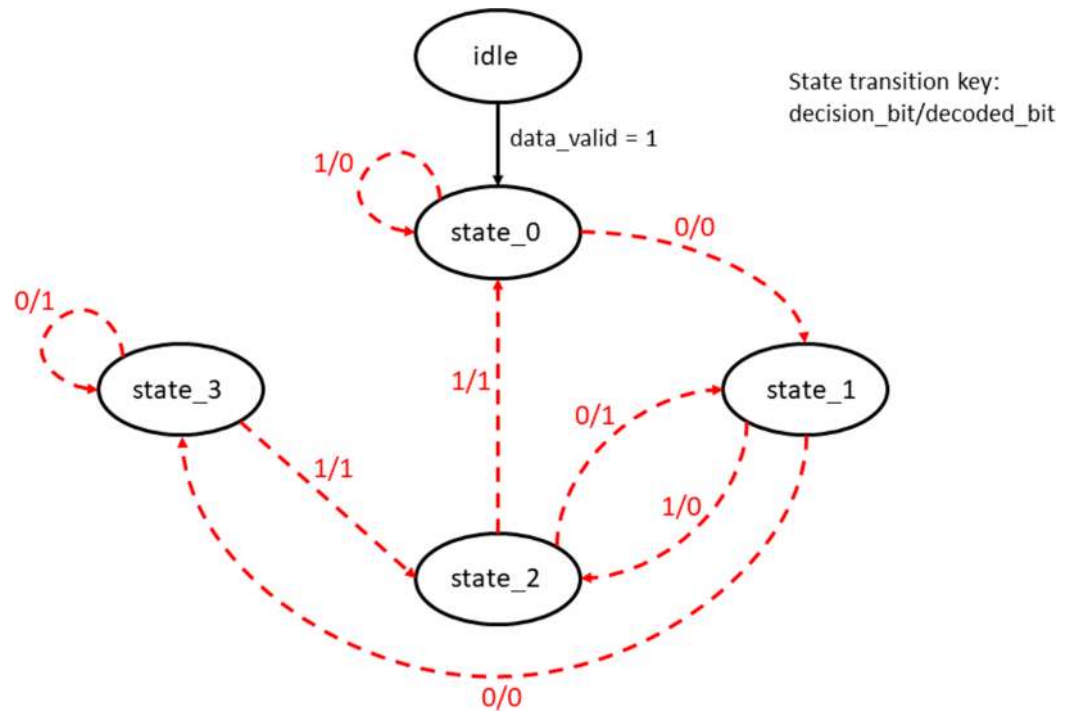 idle
State transition key:
decision_bit/decoded_bit
data_valid = 1
1/0
state_0
0/0
0/1
state_3
1/1
0/1
state_1
1/1
1/0
state_2
0/0